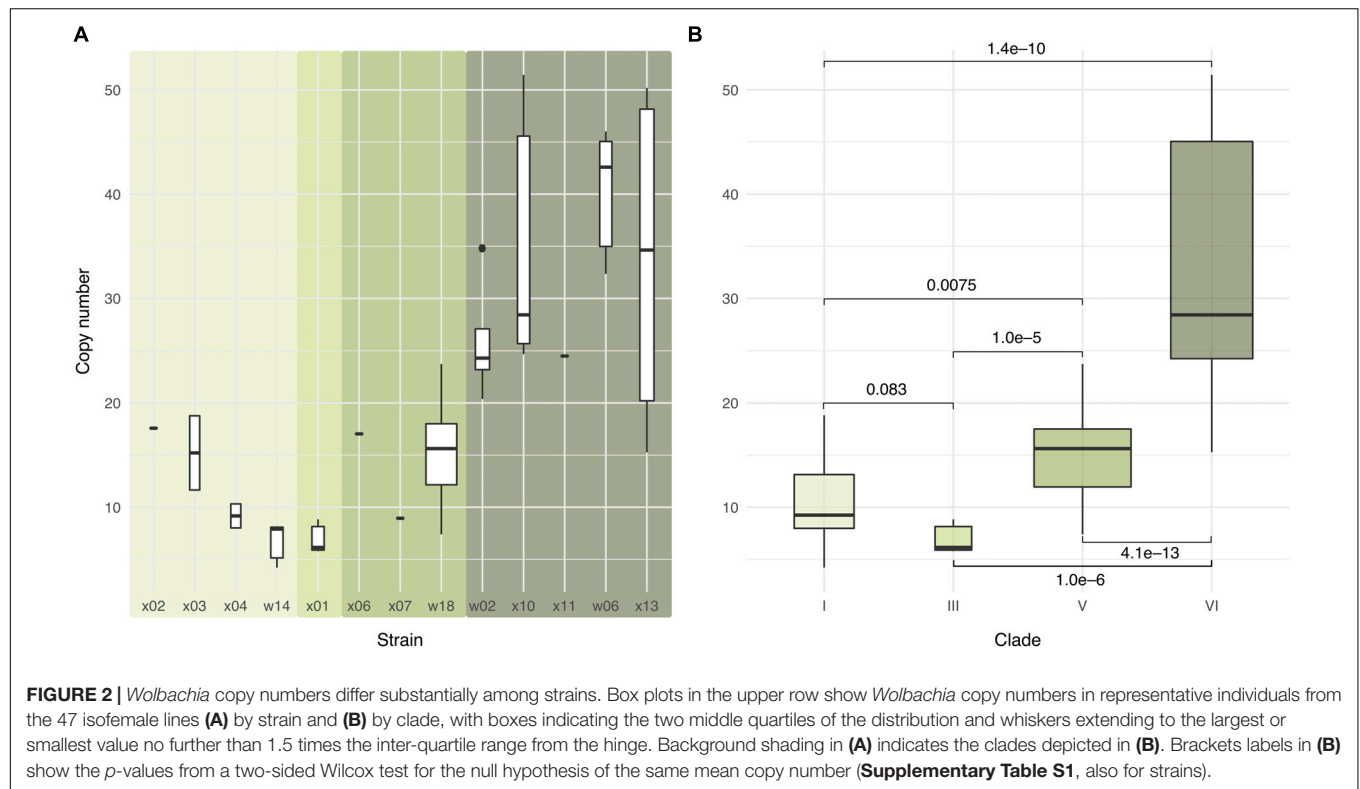 A
B
50
40
30
20
10
Copy number
x02 x03 x04 w14 x01 x06 x07 w18 w02 x10 x11 w06 x13
Strain
50
40
30
20
10
1.4e–10
0.0075
1.0e–5
0.083
4.1e–13
1.0e–6
I III V VI
Clade
FIGURE 2 | Wolbachia copy numbers differ substantially among strains. Box plots in the upper row show Wolbachia copy numbers in representative individuals from
the 47 isofemale lines (A) by strain and (B) by clade, with boxes indicating the two middle quartiles of the distribution and whiskers extending to the largest or
smallest value no further than 1.5 times the inter-quartile range from the hinge. Background shading in (A) indicates the clades depicted in (B). Brackets labels in (B)
show the p-values from a two-sided Wilcox test for the null hypothesis of the same mean copy number (Supplementary Table S1, also for strains).